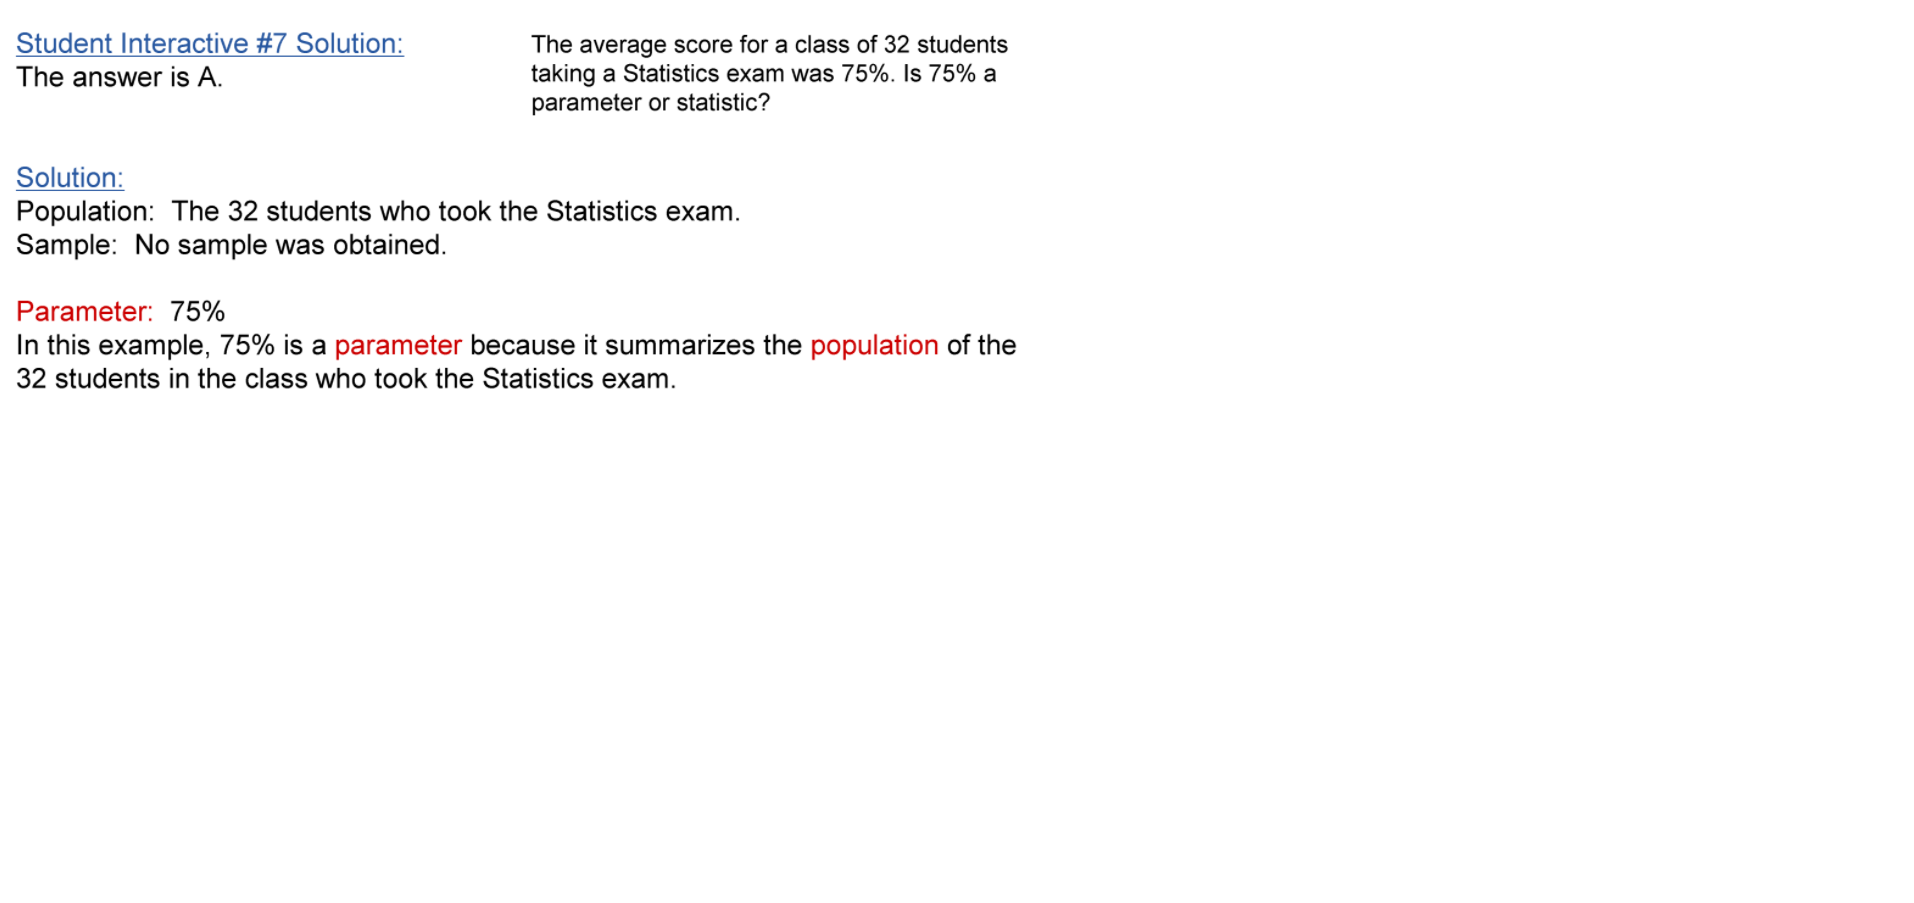 Student Interactive #7 Solution:
The answer is A.
The average score for a class of 32 students
taking a Statistics exam was 75%. Is 75% a
parameter or statistic?
Solution:
Population:  The 32 students who took the Statistics exam.
Sample:  No sample was obtained.
Parameter:  75%
In this example, 75% is a parameter because it summarizes the population of the
32 students in the class who took the Statistics exam.